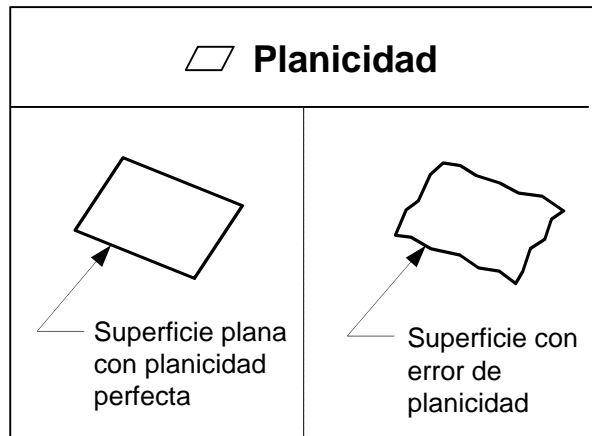 Planicidad
Superficie plana
con planicidad
perfecta
Superficie con
error de
planicidad